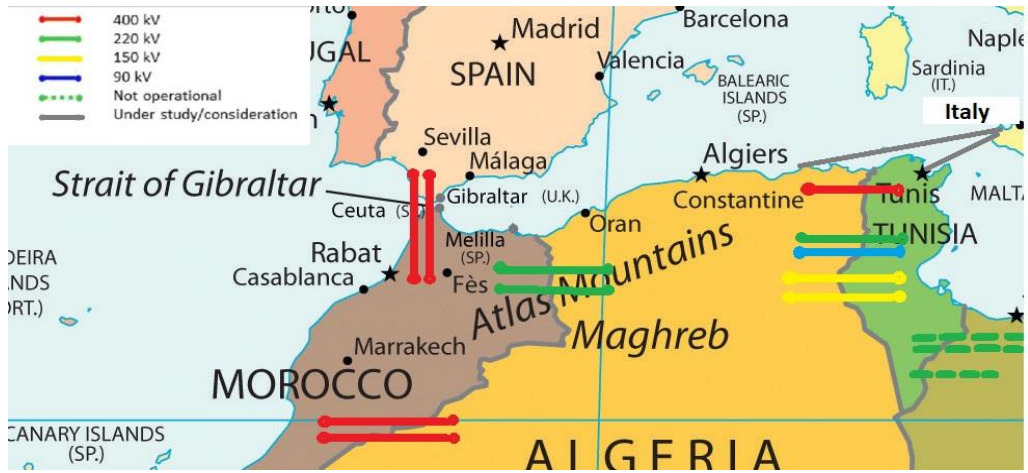 400 kV
220 kV
150 kV
90 kV
Not operational
Under study/consideration
Porto
Madrid
SPAIN
UGAL
Barcelona
Valencia
BALEARIC
ISLANDS
(SP.)
Naple
Sardinia
(IT.)
Italy
Sevilla
Málaga
Strait of Gibraltar
Gibraltar (U.K.)
Ceuta
Algiers
Constantine
Tunis
MALTA
TUNISIA
Oran
Melilla
(SP.)
Rabat
Casablanca
Fès
DEIRA
NDS
ORT.)
Atlas Mountains
Maghreb
Marrakech
MOROCCO
CANARY ISLANDS
(SP.)
ALGERIA